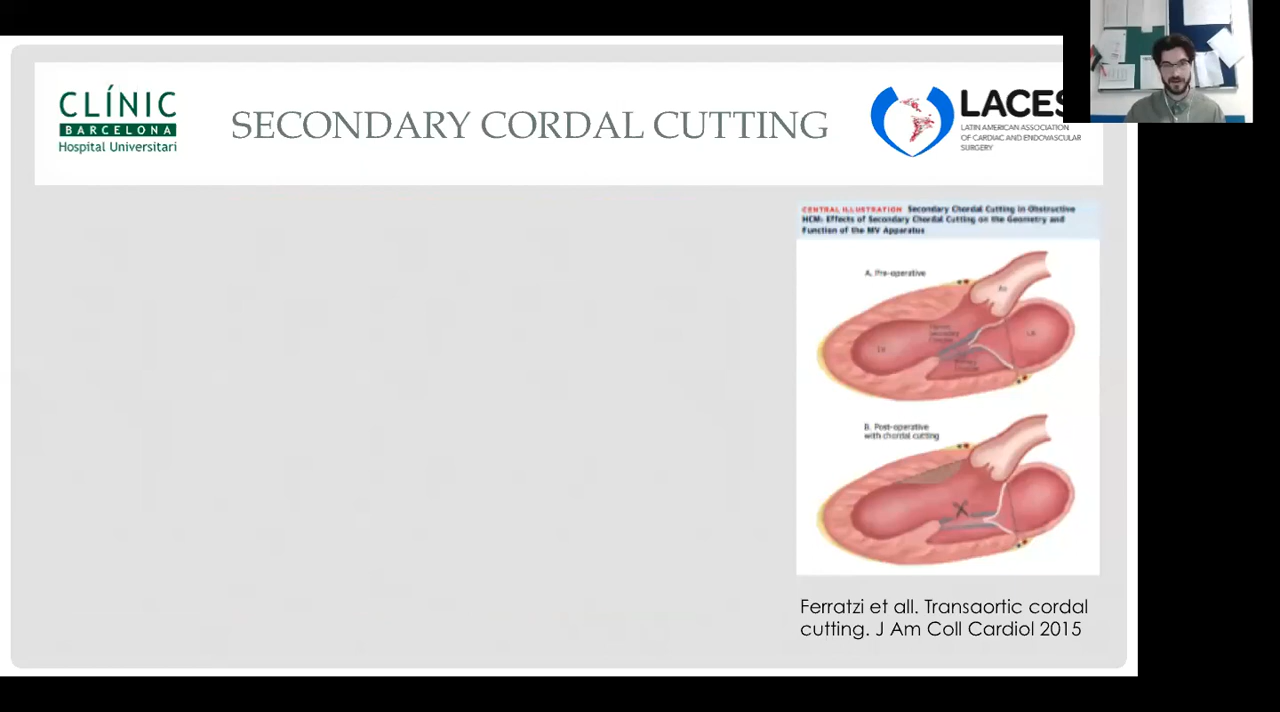 CLÍNIC
BARCELONA
Hospital Universitari
SECONDARY CORDAL CUTTING
LACES
LATIN AMERICAN ASSOCIATION
OF CARDIAC AND ENDOVASCULAR
SURGERY
CENTRAL ILLUSTRATION Secondary Chordal Cutting in Obstructive
HCM: Effects of Secondary Chordal Cutting on the Geometry and
Function of the MV Apparatus
A. Pre-operative
Ao
LA
LV
Secondary
Primary
B. Post-operative
with chordal cutting
X
Ferratzi et all. Transaortic cordal
cutting. J Am Coll Cardiol 2015